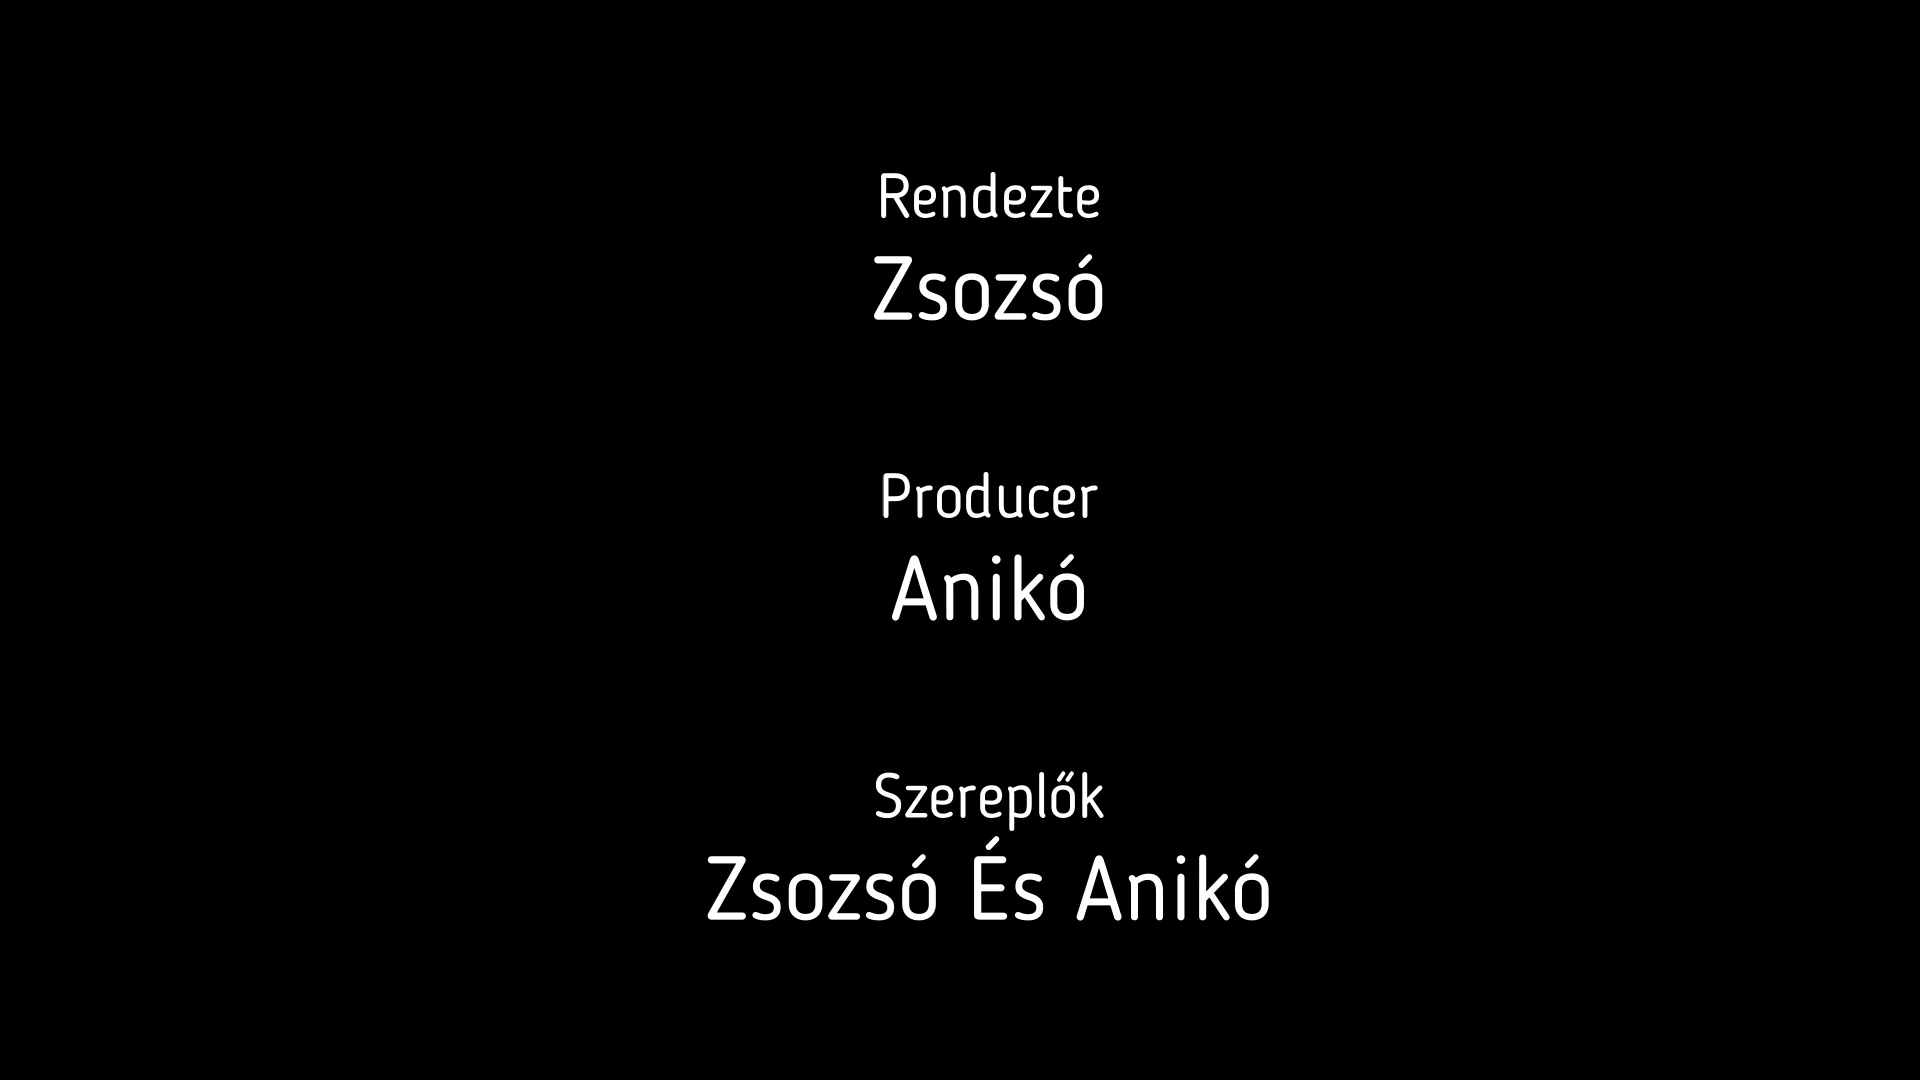 Rendezte
Zsozsó
Producer
Anikó
Szereplők
Zsozsó És Anikó